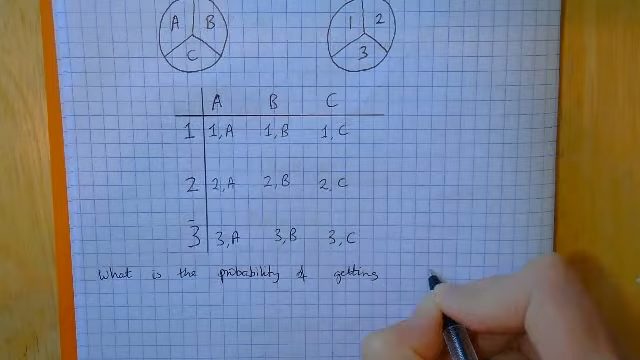 A B 1 2
C 3
A B C
1 1,A 1,B 1,C
2 2,A 2,B 2,C
3 3,A 3,B 3,C
What is the probability of getting